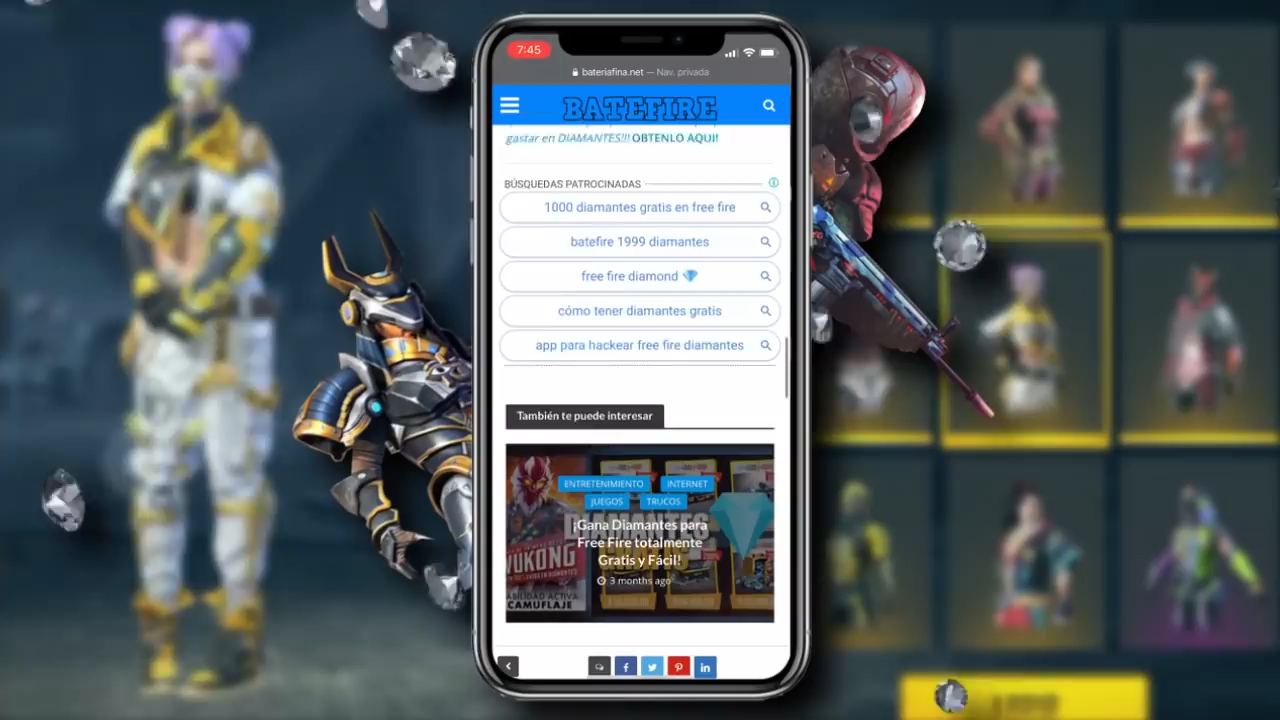 7:45
bateriafina.net — Nav. privada
BATEFIRE
gastar en DIAMANTES!!! OBTENLO AQUI!
BÚSQUEDAS PATROCINADAS
1000 diamantes gratis en free fire
batefire 1999 diamantes
free fire diamond 💎
cómo tener diamantes gratis
app para hackear free fire diamantes
También te puede interesar
ENTRETENIMIENTO INTERNET
JUEGOS TRUCOS
DIAMANTES
¡Gana Diamantes para
Free Fire totalmente
Gratis y Fácil!
3 months ago
WUKONG
CAMUFLAJE